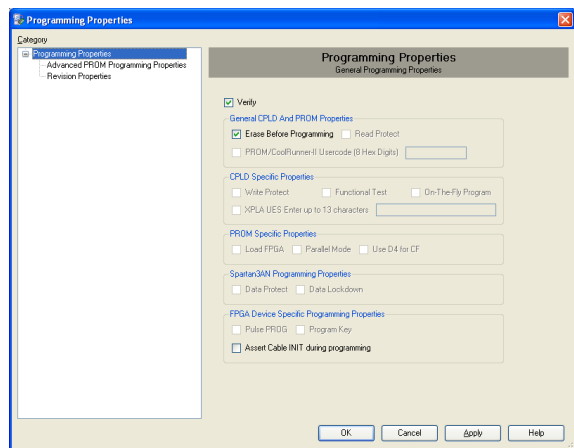 Programming Properties
Category
Programming Properties
Advanced PROM Programming Properties
Revision Properties
Programming Properties
General Programming Properties
Verify
General CPLD And PROM Properties
Erase Before Programming Read Protect
PROM/CoolRunner-II Usercode (8 Hex Digits)
CPLD Specific Properties
Write Protect Functional Test On-The-Fly Program
XPLA UES Enter up to 13 characters
PROM Specific Properties
Load FPGA Parallel Mode Use D4 for CF
Spartan3AN Programming Properties
Data Protect Data Lockdown
FPGA Device Specific Programming Properties
Pulse PROG Program Key
Assert Cable INIT during programming
OK Cancel Apply Help